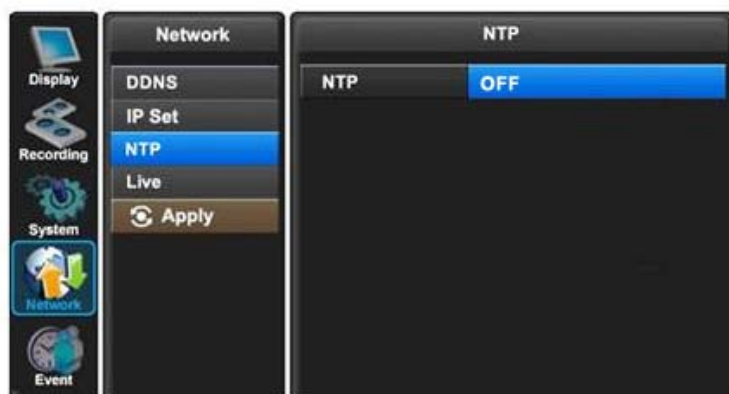 Display
Recording
System
Network
Event
Network
DDNS
IP Set
NTP
Live
Apply
NTP
NTP OFF